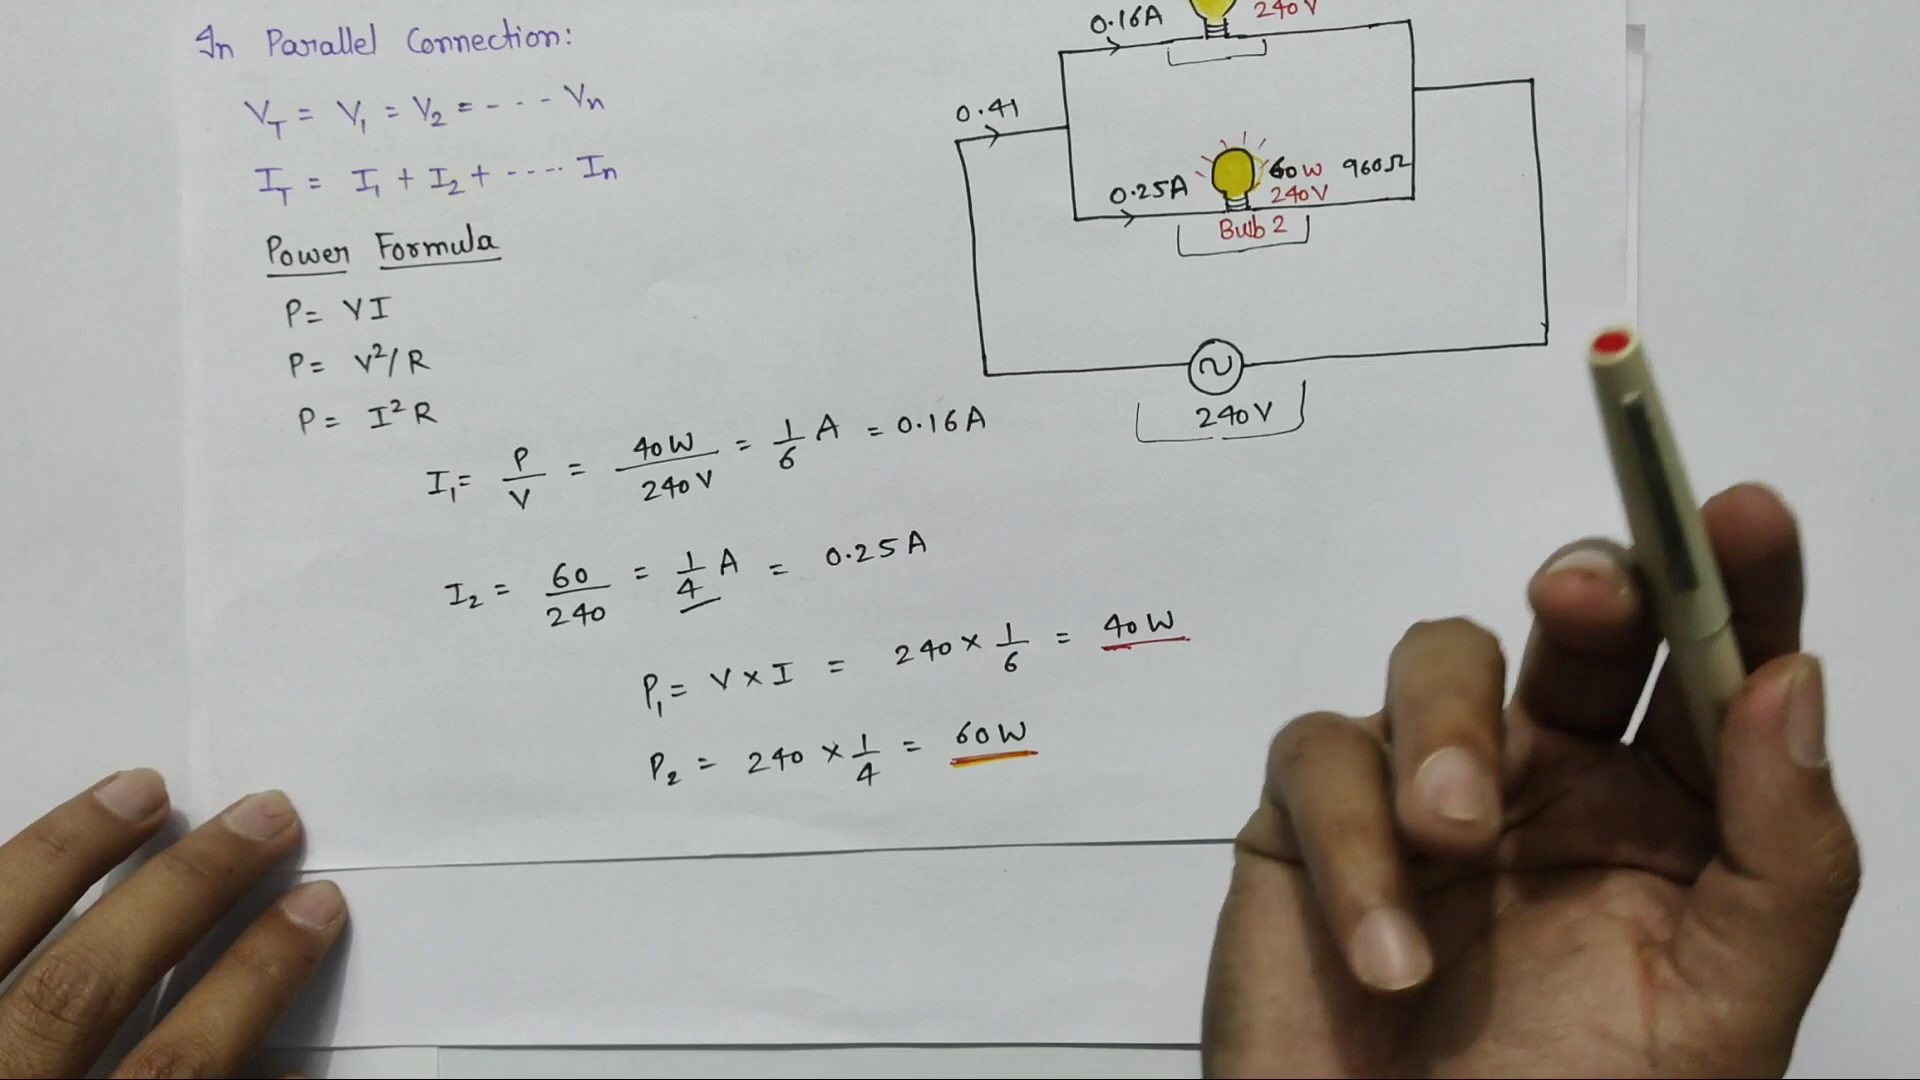 In Parallel Connection:
V_T = V_1 = V_2 = - - - - V_n
I_T = I_1 + I_2 + - - - - I_n
Power Formula
P = VI
P = V²/R
P = I²R
I_1 = P/V = 40W/240V = 1/6 A = 0.16A
I_2 = 60/240 = 1/4 A = 0.25A
P_1 = V × I = 240 × 1/6 = 40W
P_2 = 240 × 1/4 = 60W
0.16A
240V
0.41
0.25A
60W 960Ω
240V
Bulb 2
240V